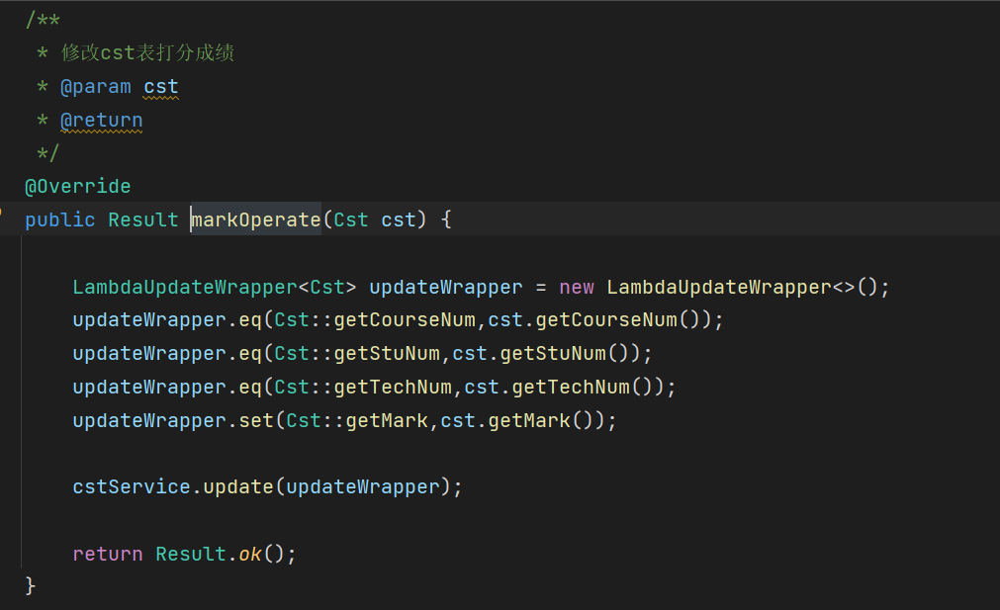 /**
 * 修改cst表打分成绩
 * @param cst
 * @return
 */
@Override
public Result markOperate(Cst cst) {
LambdaUpdateWrapper<Cst> updateWrapper = new LambdaUpdateWrapper<>();
updateWrapper.eq(Cst::getCourseNum,cst.getCourseNum());
updateWrapper.eq(Cst::getStuNum,cst.getStuNum());
updateWrapper.eq(Cst::getTechNum,cst.getTechNum());
updateWrapper.set(Cst::getMark,cst.getMark());
cstService.update(updateWrapper);
return Result.ok();
}